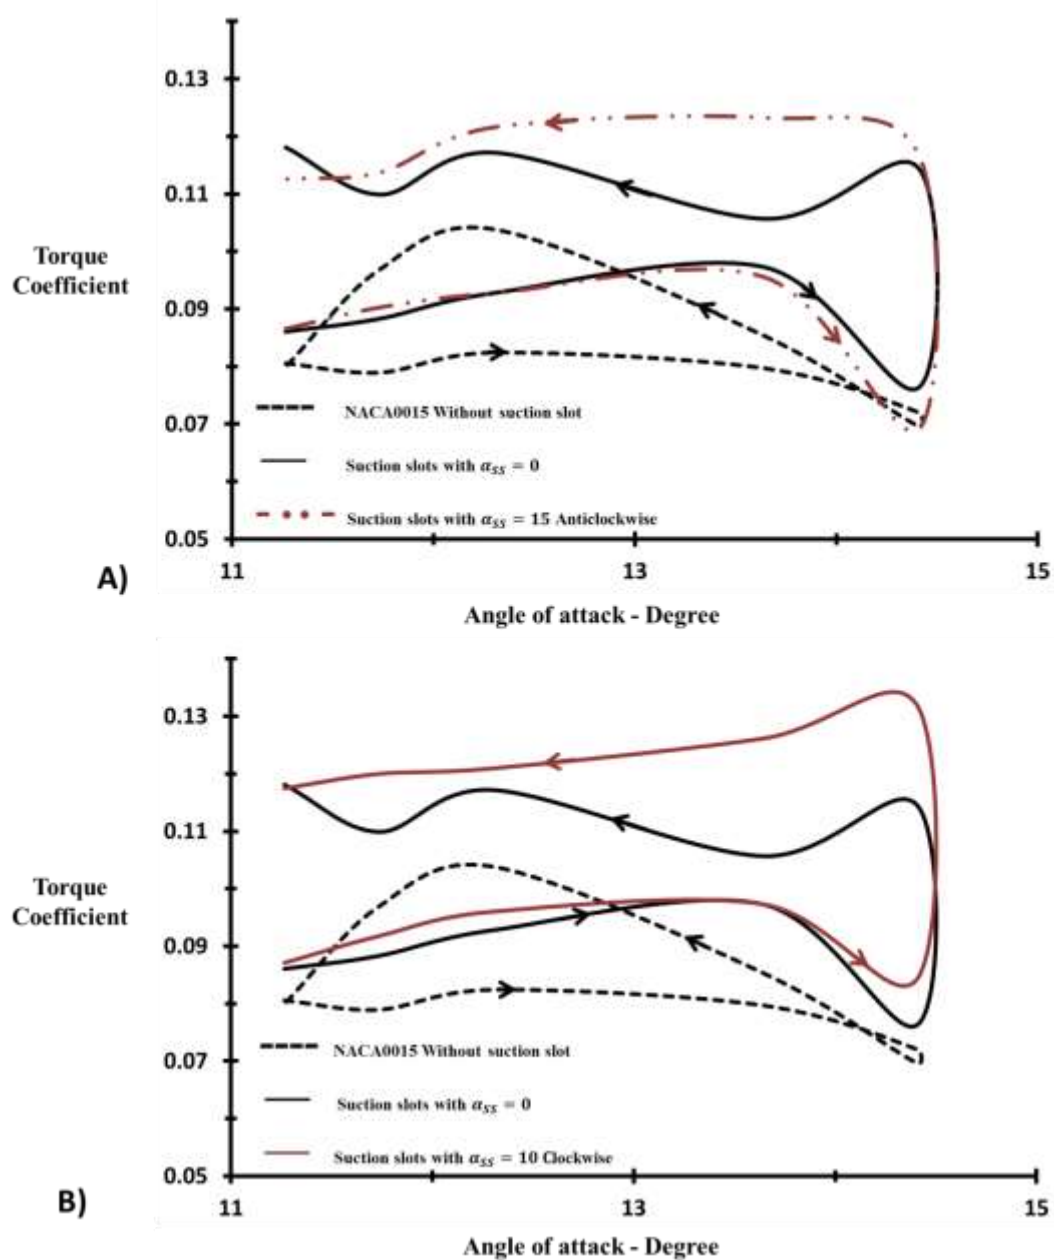 0.13
0.11
Torque
Coefficient
0.09
0.07
NACA0015 Without suction slot
Suction slots with αss = 0
Suction slots with αss = 15 Anticlockwise
0.05
11
13
15
A)
Angle of attack - Degree
0.13
0.11
Torque
Coefficient
0.09
0.07
NACA0015 Without suction slot
Suction slots with αss = 0
Suction slots with αss = 10 Clockwise
0.05
B)
11
13
15
Angle of attack - Degree